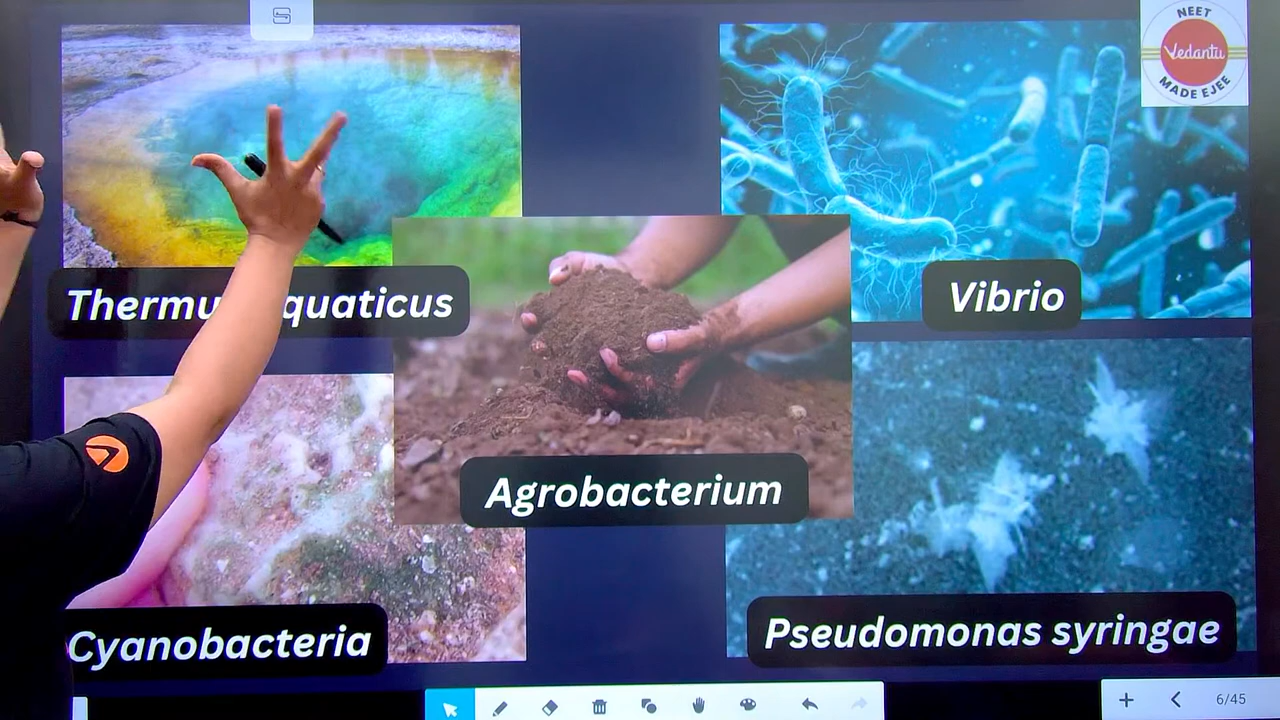 NEET
Vedantu
MADE EJEE
Vibrio
Agrobacterium
Cyanobacteria
Pseudomonas syringae
6/45